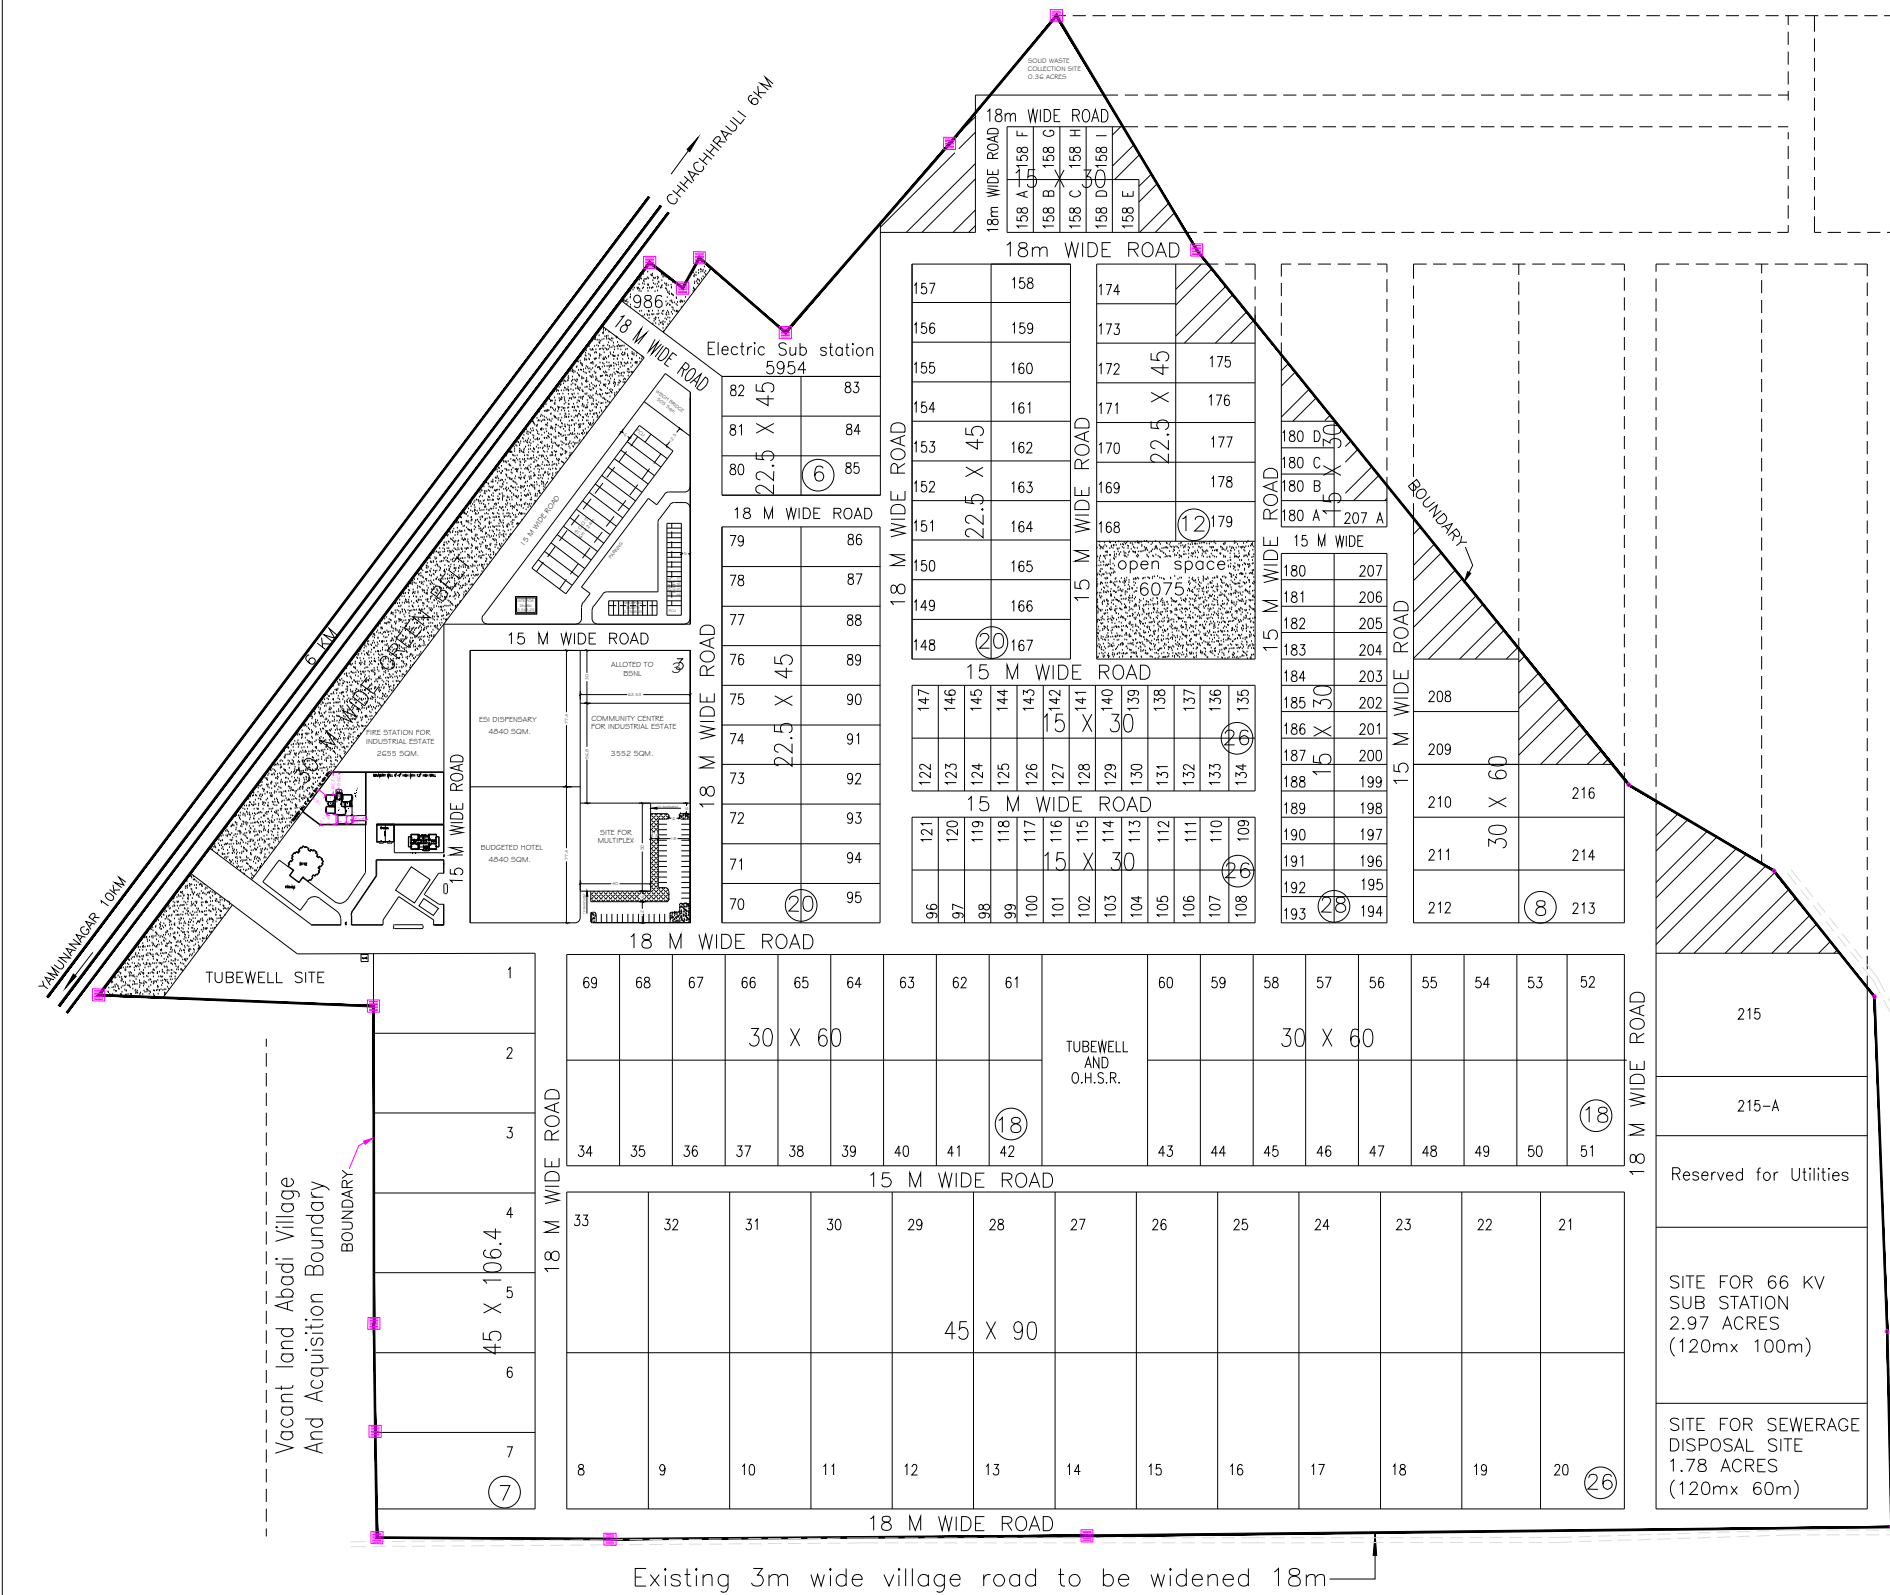 SOLID WASTE
COLLECTION SITE
0.36 ACRES
CHHACHHRAULI 6KM
18m WIDE ROAD
18m WIDE ROAD
158 F
158 G
158 H
158 I
15 X 30
158 A
158 B
158 C
158 D
158 E
18m WIDE ROAD
986
18 M WIDE ROAD
Electric Sub station
5954
82
83
81
84
80
85
22.5 X 45
6
18 M WIDE ROAD
157
158
156
159
155
160
154
161
153
162
152
163
151
164
150
165
149
166
148
167
22.5 X 45
20
18 M WIDE ROAD
15 M WIDE ROAD
174
173
172
175
171
176
170
177
169
178
168
179
22.5 X 45
12
open space
6075
15 M WIDE ROAD
180 D
180 C
180 B
180 A
207 A
15 X 30
BOUNDARY
15 M WIDE
180
207
181
206
182
205
183
204
184
203
185
202
186
201
187
200
188
199
189
198
190
197
191
196
192
195
193
194
15 X 30
28
15 M WIDE ROAD
208
209
210
216
211
214
212
213
30 X 60
8
15 M WIDE ROAD
PARKING
6 KM
30 M WIDE GREEN BELT
15 M WIDE ROAD
ALLOTED TO
BSNL
3
ESI DISPENSARY
4840 SQM.
COMMUNITY CENTRE
FOR INDUSTRIAL ESTATE
3552 SQM.
FIRE STATION FOR
INDUSTRIAL ESTATE
2655 SQM.
15 M WIDE ROAD
BUDGETED HOTEL
4840 SQM.
SITE FOR
MULTIPLEX
18 M WIDE ROAD
79
86
78
87
77
88
76
89
75
90
74
91
73
92
72
93
71
94
70
95
22.5 X 45
20
15 M WIDE ROAD
147
146
145
144
143
142
141
140
139
138
137
136
135
15 X 30
26
122
123
124
125
126
127
128
129
130
131
132
133
134
15 M WIDE ROAD
121
120
119
118
117
116
115
114
113
112
111
110
109
15 X 30
26
96
97
98
99
100
101
102
103
104
105
106
107
108
18 M WIDE ROAD
YAMUNANAGAR 10KM
TUBEWELL SITE
1
2
3
4
5
6
7
45 X 106.4
7
BOUNDARY
Vacant land Abadi Village
And Acquisition Boundary
18 M WIDE ROAD
69
68
67
66
65
64
63
62
61
30 X 60
18
34
35
36
37
38
39
40
41
42
TUBEWELL
AND
O.H.S.R.
60
59
58
57
56
55
54
53
52
30 X 60
18
43
44
45
46
47
48
49
50
51
18 M WIDE ROAD
215
215-A
Reserved for Utilities
15 M WIDE ROAD
33
32
31
30
29
28
27
26
25
24
23
22
21
45 X 90
8
9
10
11
12
13
14
15
16
17
18
19
20
26
SITE FOR 66 KV
SUB STATION
2.97 ACRES
(120mx 100m)
SITE FOR SEWERAGE
DISPOSAL SITE
1.78 ACRES
(120mx 60m)
18 M WIDE ROAD
Existing 3m wide village road to be widened 18m